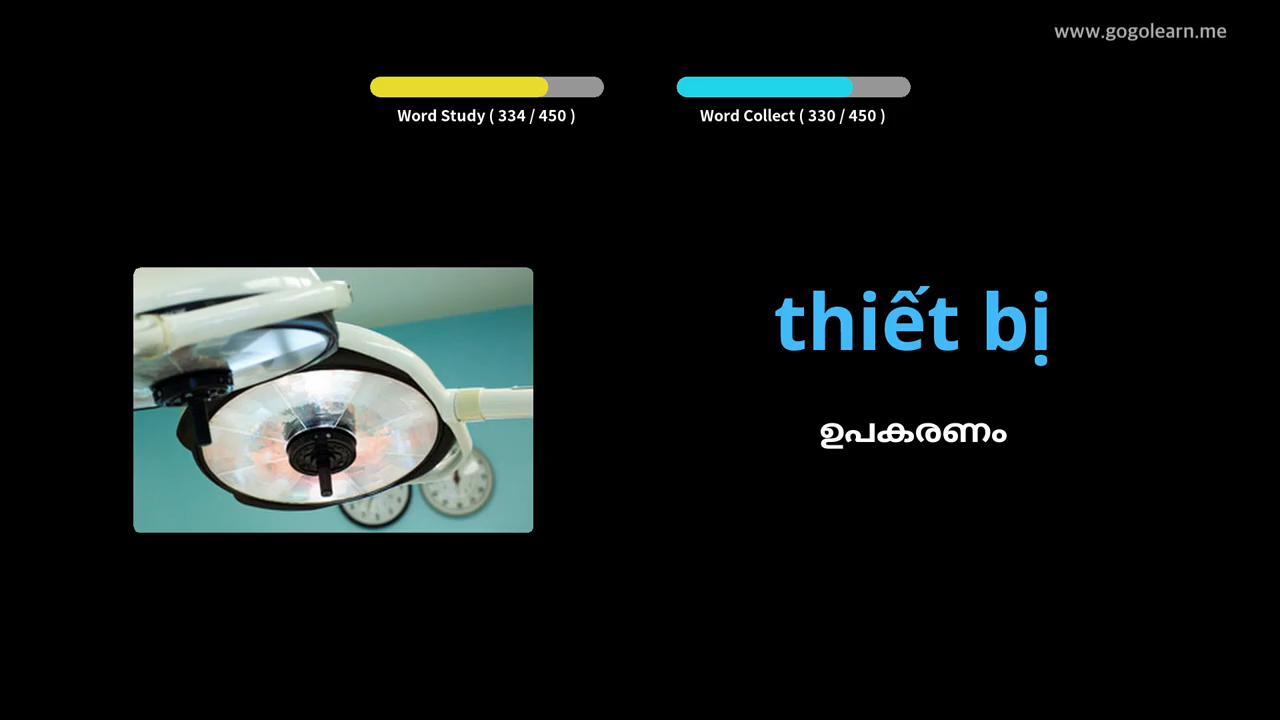 www.gogolearn.me
Word Study ( 334 / 450 )
Word Collect ( 330 / 450 )
thiết bị
ഉപകരണം